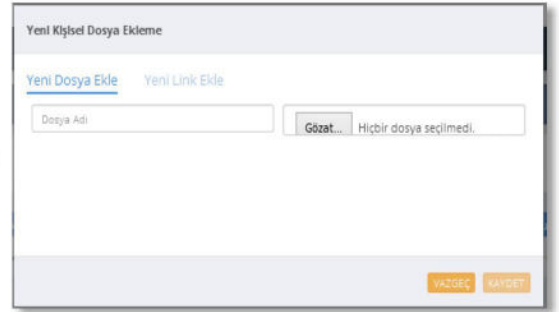 Yeni Kişisel Dosya Ekleme
Yeni Dosya Ekle Yeni Link Ekle
Dosya Adı Gözat... Hiçbir dosya seçilmedi.
VAZGEÇ KAYDET